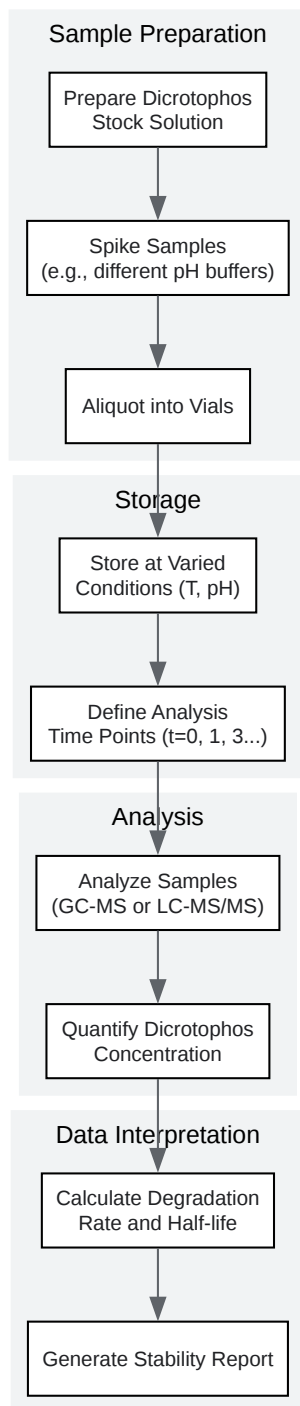 Sample Preparation
Prepare Dicrotophos
Stock Solution
Spike Samples
(e.g., different pH buffers)
Aliquot into Vials
Storage
Store at Varied
Conditions (T, pH)
Define Analysis
Time Points (t=0, 1, 3...)
Analysis
Analyze Samples
(GC-MS or LC-MS/MS)
Quantify Dicrotophos
Concentration
Data Interpretation
Calculate Degradation
Rate and Half-life
Generate Stability Report